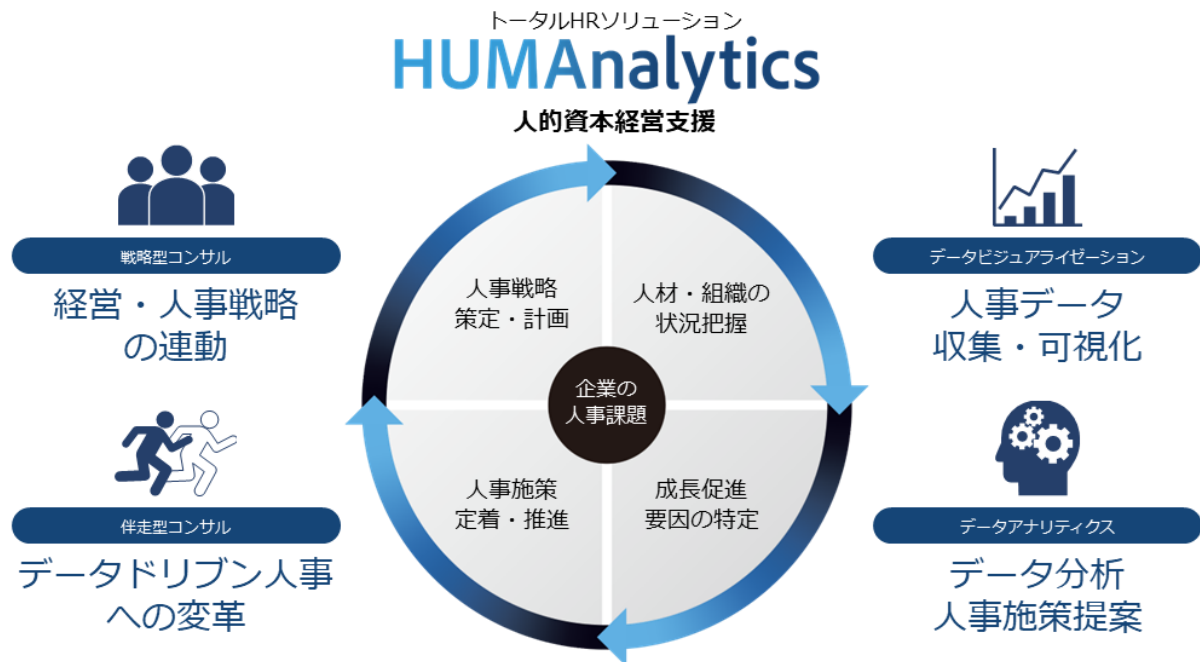 トータルHRソリューション
HUMAnalytics
人的資本経営支援
戦略型コンサル
経営・人事戦略
の連動
データビジュアライゼーション
人事データ
収集・可視化
人事戦略
策定・計画
人材・組織の
状況把握
企業の
人事課題
人事施策
定着・推進
成長促進
要因の特定
伴走型コンサル
データドリブン人事
への変革
データアナリティクス
データ分析
人事施策提案